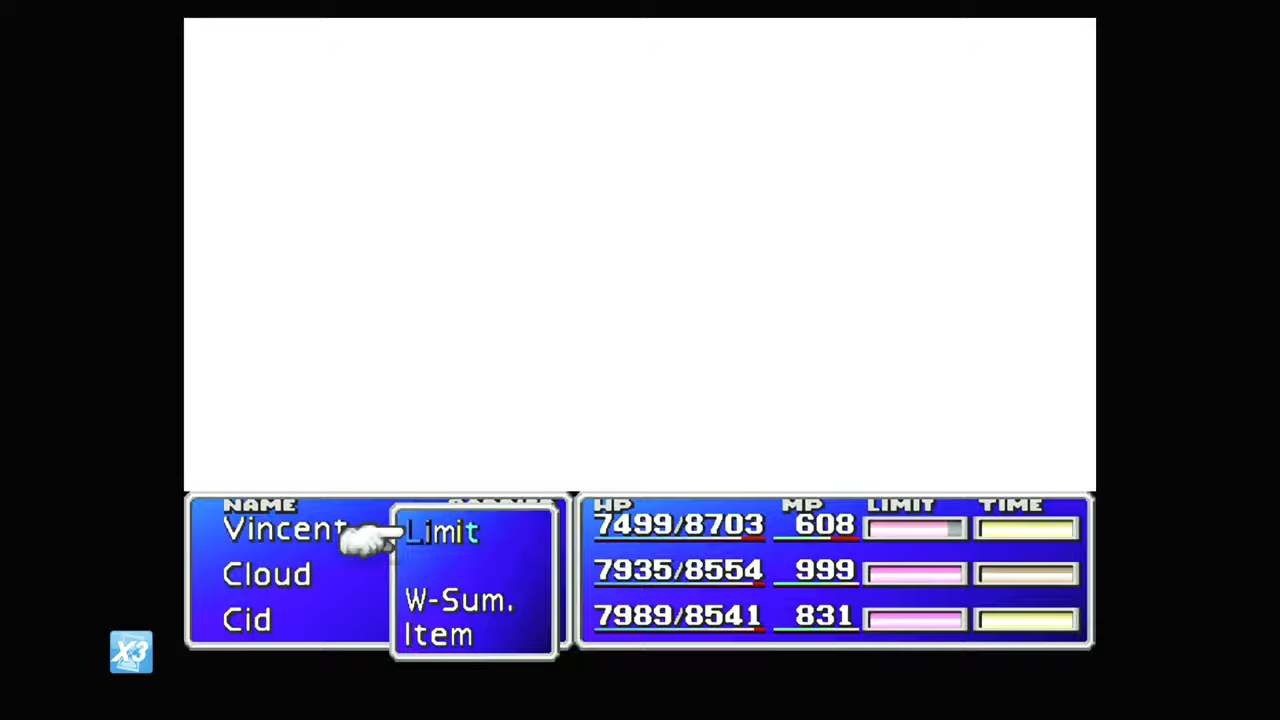 NAME HP MP LIMIT TIME
Vincent Limit 7499/8703 608
Cloud 7935/8554 999
W-Sum.
Cid Item 7989/8541 831
X3